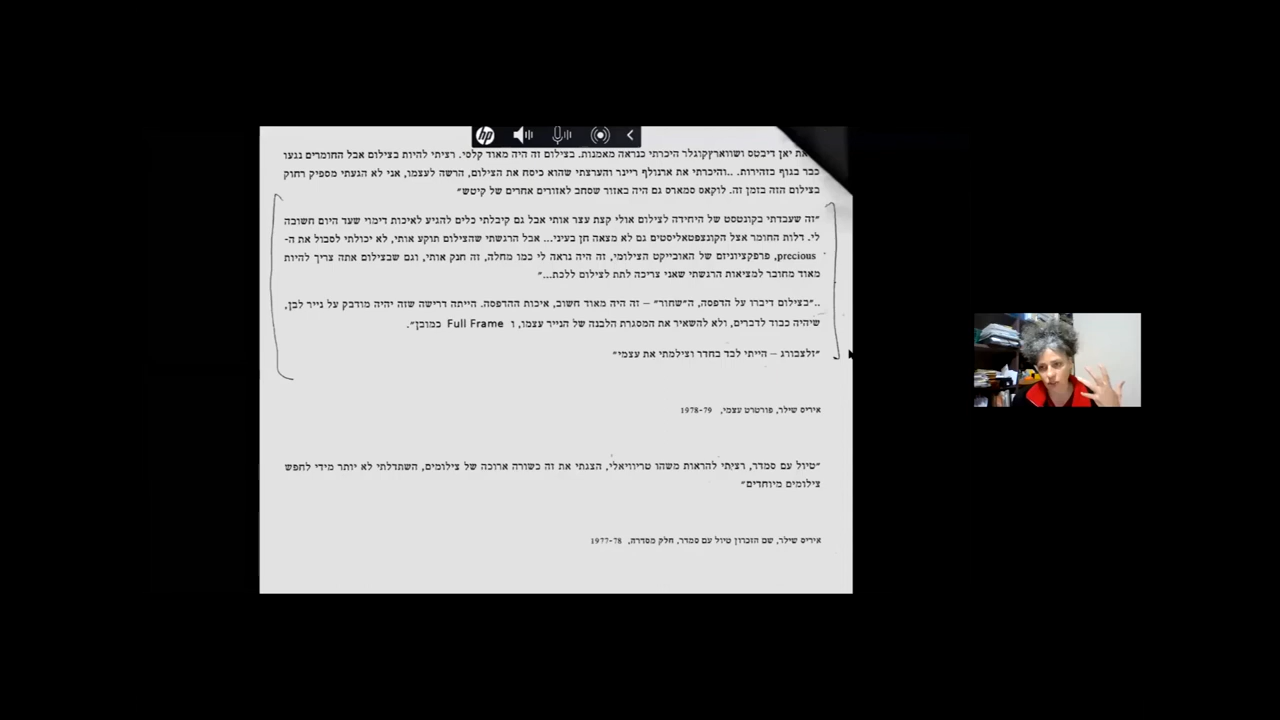 את יאן דיבטס ושווארצקוגלר היכרתי כנראה מאמנות. בצילום זה היה מאוד קלסי. רציתי להיות בצילום אבל החומרים נגעו
כבר בגוף בזהירות. ..והיכרתי את ארנולף ריינר והערצתי שהוא כיסח את הצילום, הרשה לעצמו, אני לא הגעתי מספיק רחוק
בצילום הזה בזמן זה. לוקאס סמארס גם היה באזור שסחב לאזורים אחרים של קיטש"
"זה שעבדתי בקונטסט של היחידה לצילום אולי קצת עצר אותי אבל גם קיבלתי כלים להגיע לאיכות דימוי שעד היום חשובה
לי. דלות החומר אצל הקונצפטאליסטים גם לא מצאה חן בעיני... אבל הרגשתי שהצילום תוקע אותי, לא יכולתי לסבול את ה-
precious, פרפקציוניזם של האובייקט הצילומי, זה היה נראה לי כמו מחלה, זה חנק אותי, וגם שבצילום אתה צריך להיות
מאוד מחובר למציאות הרגשתי שאני צריכה לתת לצילום ללכת..."
.."בצילום דיברו על הדפסה, ה"שחור" – זה היה מאוד חשוב, איכות ההדפסה. הייתה דרישה שזה יהיה מודבק על נייר לבן,
שיהיה כבוד לדברים, ולא להשאיר את המסגרת הלבנה של הנייר עצמו, ו Full Frame כמובן".
"זלצבורג – הייתי לבד בחדר וצילמתי את עצמי"
איריס שילר, פורטרט עצמי, 1978-79
"טיול עם סמדר, רציתי להראות משהו טריוויאלי, הצגתי את זה כשורה ארוכה של צילומים, השתדלתי לא יותר מידי לחפש
צילומים מיוחדים"
איריס שילר, שם הזכרון טיול עם סמדר, חלק מסדרה, 1977-78
hp